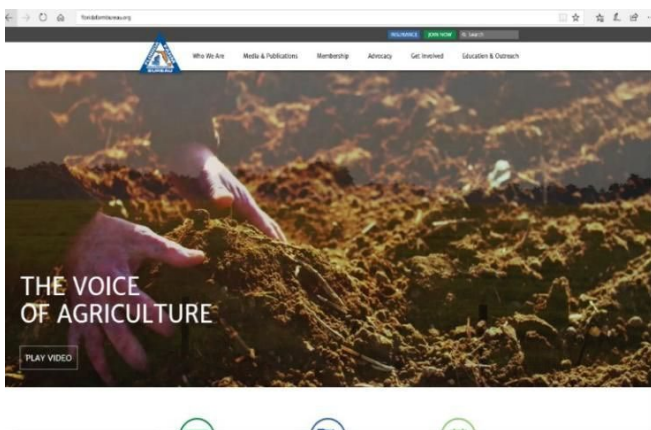 floridafarmbureau.org
INSURANCE JOIN NOW Search
Who We Are Media & Publications Membership Advocacy Get Involved Education & Outreach
THE VOICE
OF AGRICULTURE
PLAY VIDEO